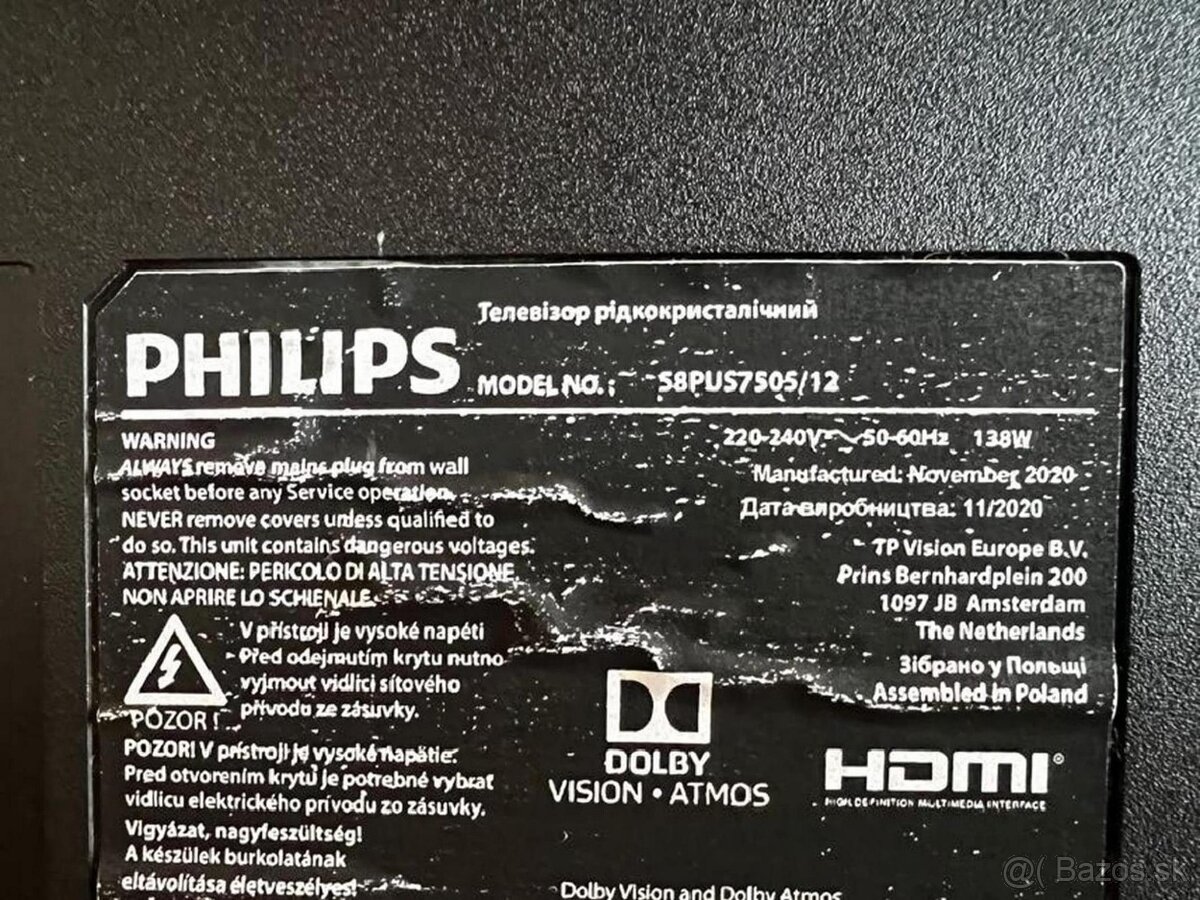 Телевізор рідкокристалічний
PHILIPS MODEL NO.: 58PUS7505/12
WARNING
ALWAYS remove mains plug from wall
socket before any Service operation.
NEVER remove covers unless qualified to
do so. This unit contains dangerous voltages.
ATTENZIONE: PERICOLO DI ALTA TENSIONE
NON APRIRE LO SCHIENALE.
V přístroji je vysoké napětí
Před odejmutím krytu nutno
vyjmout vidlici síťového
přívodu ze zásuvky.
POZOR !
POZOR! V prístroji je vysoké napätie.
Pred otvorením krytu je potrebné vybrať
vidlicu elektrického prívodu zo zásuvky.
Vigyázat, nagyfeszültség!
A készülek burkolatának
eltávolítása életveszélyes!
220-240V~ 50-60Hz 138W
Manufactured: November 2020
Дата виробництва: 11/2020
TP Vision Europe B.V.
Prins Bernhardplein 200
1097 JB Amsterdam
The Netherlands
Зібрано у Польщі
Assembled in Poland
DOLBY
VISION • ATMOS
HDMI®
HIGH DEFINITION MULTIMEDIA INTERFACE
Dolby Vision and Dolby Atmos
@( Bazos.sk